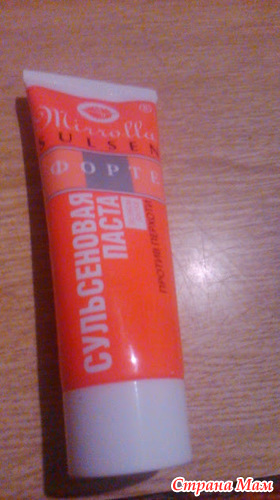 Mirrolla
SULSEN
ФОРТЕ
СУЛЬСЕНОВАЯ
ПАСТА
ПРОТИВ ПЕРХОТИ
Страна Мам